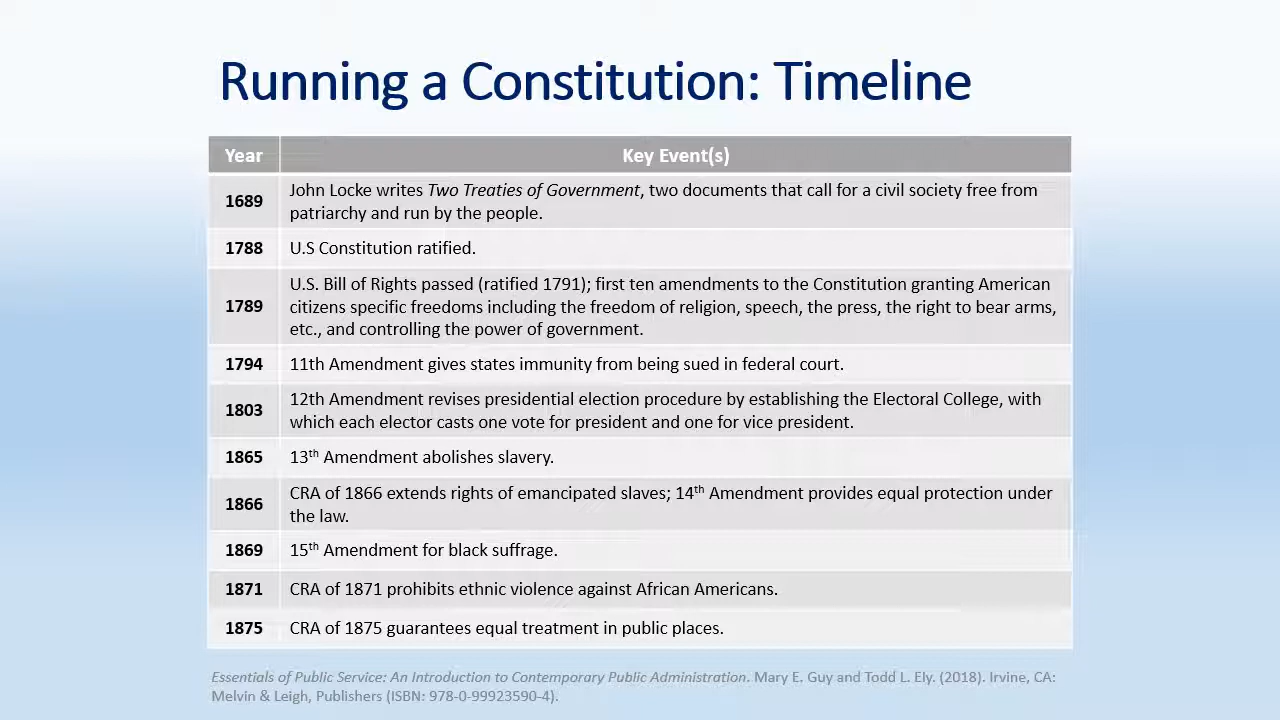 Running a Constitution: Timeline
Year Key Event(s)
1689 John Locke writes Two Treaties of Government, two documents that call for a civil society free from
patriarchy and run by the people.
1788 U.S Constitution ratified.
U.S. Bill of Rights passed (ratified 1791); first ten amendments to the Constitution granting American
1789 citizens specific freedoms including the freedom of religion, speech, the press, the right to bear arms,
etc., and controlling the power of government.
1794 11th Amendment gives states immunity from being sued in federal court.
1803 12th Amendment revises presidential election procedure by establishing the Electoral College, with
which each elector casts one vote for president and one for vice president.
1865 13th Amendment abolishes slavery.
1866 CRA of 1866 extends rights of emancipated slaves; 14th Amendment provides equal protection under
the law.
1869 15th Amendment for black suffrage.
1871 CRA of 1871 prohibits ethnic violence against African Americans.
1875 CRA of 1875 guarantees equal treatment in public places.
Essentials of Public Service: An Introduction to Contemporary Public Administration. Mary E. Guy and Todd L. Ely. (2018). Irvine, CA:
Melvin & Leigh, Publishers (ISBN: 978-0-99923590-4).